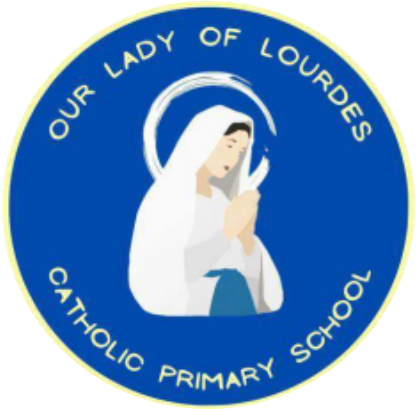 OUR LADY OF LOURDES
CATHOLIC PRIMARY SCHOOL